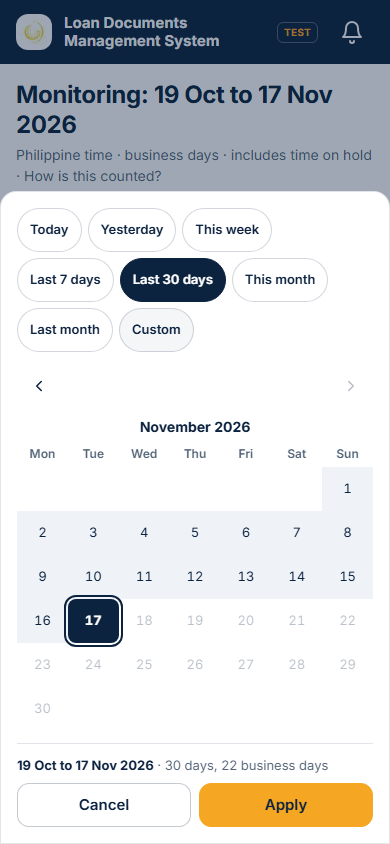 Loan Documents
Management System
TEST
Monitoring: 19 Oct to 17 Nov
2026
Philippine time · business days · includes time on hold
· How is this counted?
Today Yesterday This week
Last 7 days Last 30 days This month
Last month Custom
November 2026
Mon Tue Wed Thu Fri Sat Sun
1
2 3 4 5 6 7 8
9 10 11 12 13 14 15
16 17 18 19 20 21 22
23 24 25 26 27 28 29
30
19 Oct to 17 Nov 2026 · 30 days, 22 business days
Cancel Apply